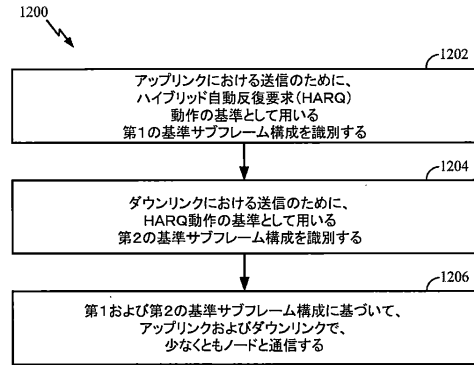 1200
1202
アップリンクにおける送信のために、
ハイブリッド自動反復要求(HARQ)
動作の基準として用いる
第1の基準サブフレーム構成を識別する
1204
ダウンリンクにおける送信のために、
HARQ動作の基準として用いる
第2の基準サブフレーム構成を識別する
1206
第1および第2の基準サブフレーム構成に基づいて、
アップリンクおよびダウンリンクで、
少なくともノードと通信する